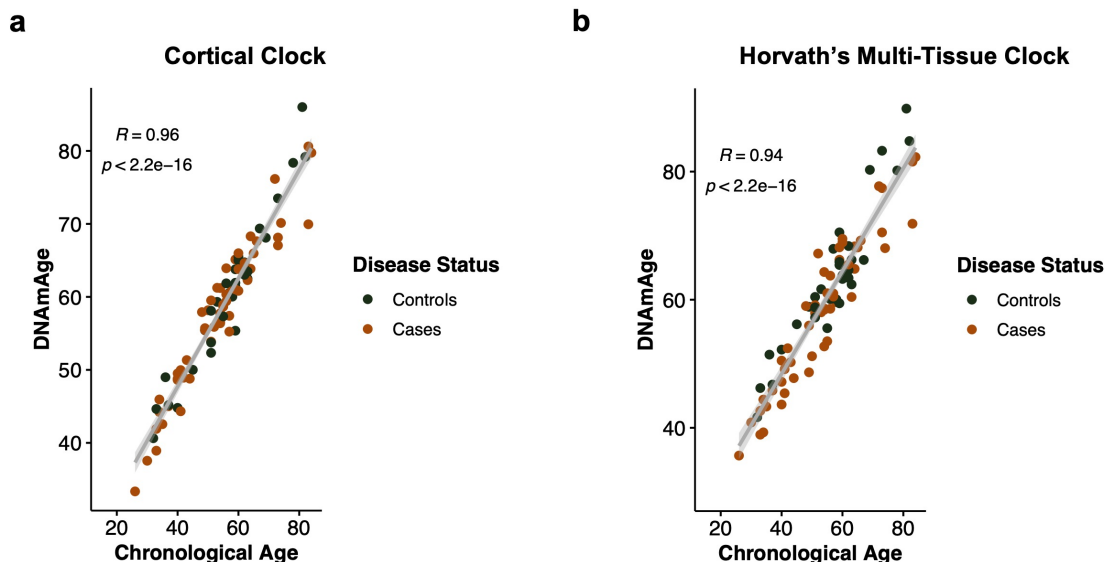 a
Cortical Clock
R = 0.96
p < 2.2e−16
80
70
60
50
40
DNAmAge
20 40 60 80
Chronological Age
Disease Status
Controls
Cases
b
Horvath's Multi-Tissue Clock
R = 0.94
p < 2.2e−16
80
60
40
DNAmAge
20 40 60 80
Chronological Age
Disease Status
Controls
Cases